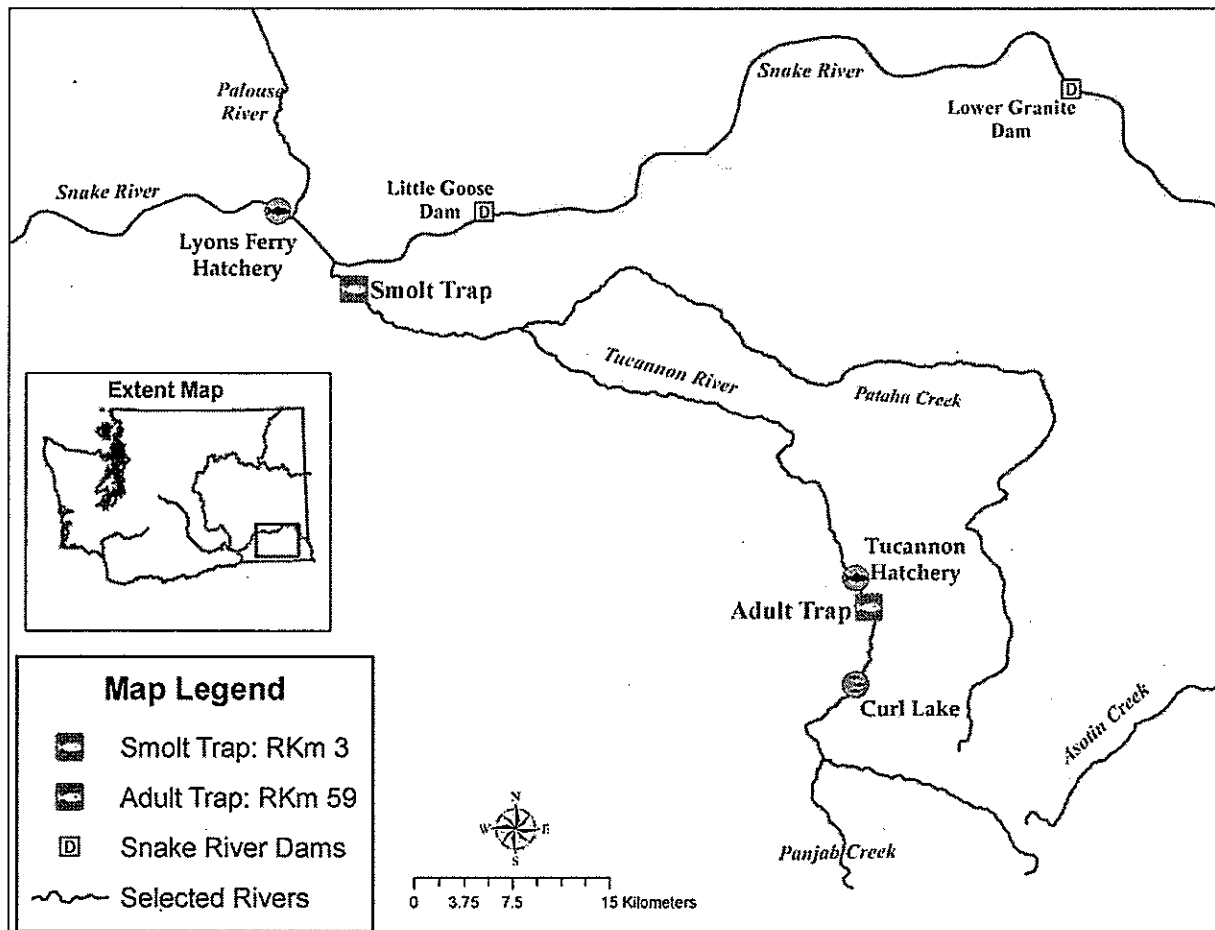 Palouse
River
Snake River
Lower Granite
Dam
D
Snake River
Little Goose
Dam
D
Lyons Ferry
Hatchery
Smolt Trap
Tucannon River
Pataha Creek
Extent Map
Tucannon
Hatchery
Adult Trap
Curl Lake
Asotin Creek
Panjab Creek
Map Legend
Smolt Trap: RKm 3
Adult Trap: RKm 59
D Snake River Dams
Selected Rivers
N
W E
S
0 3.75 7.5 15 Kilometers